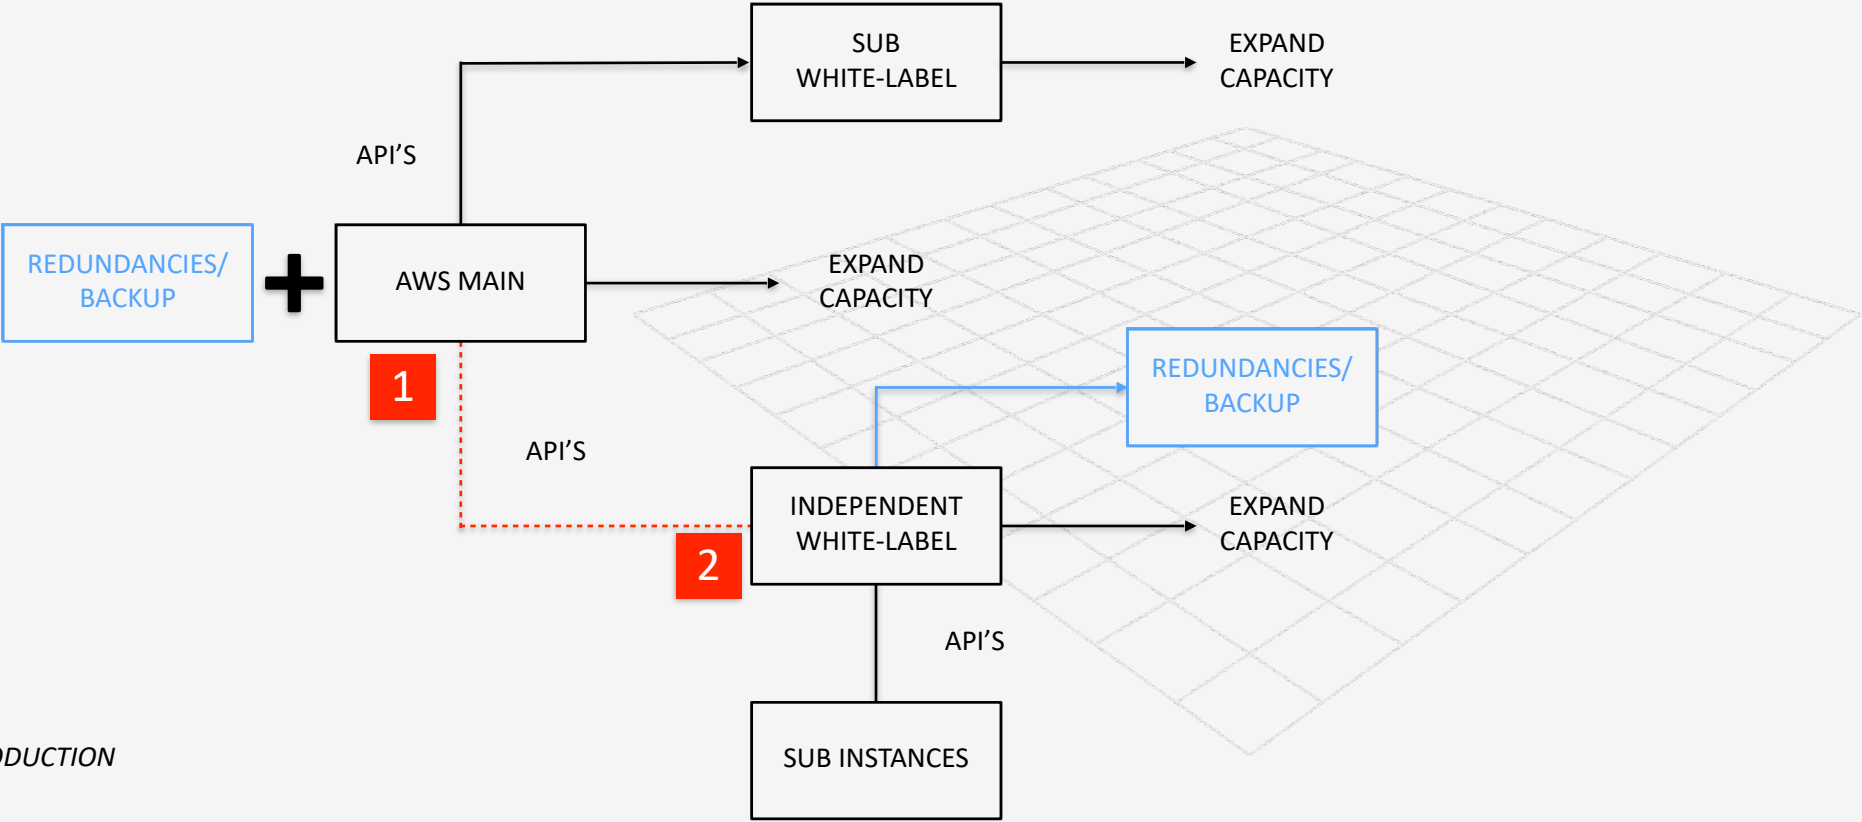 SUB
WHITE-LABEL
EXPAND
CAPACITY
API'S
REDUNDANCIES/
BACKUP
AWS MAIN
EXPAND
CAPACITY
1
REDUNDANCIES/
BACKUP
API'S
INDEPENDENT
WHITE-LABEL
EXPAND
CAPACITY
2
API'S
SUB INSTANCES
ODUCTION